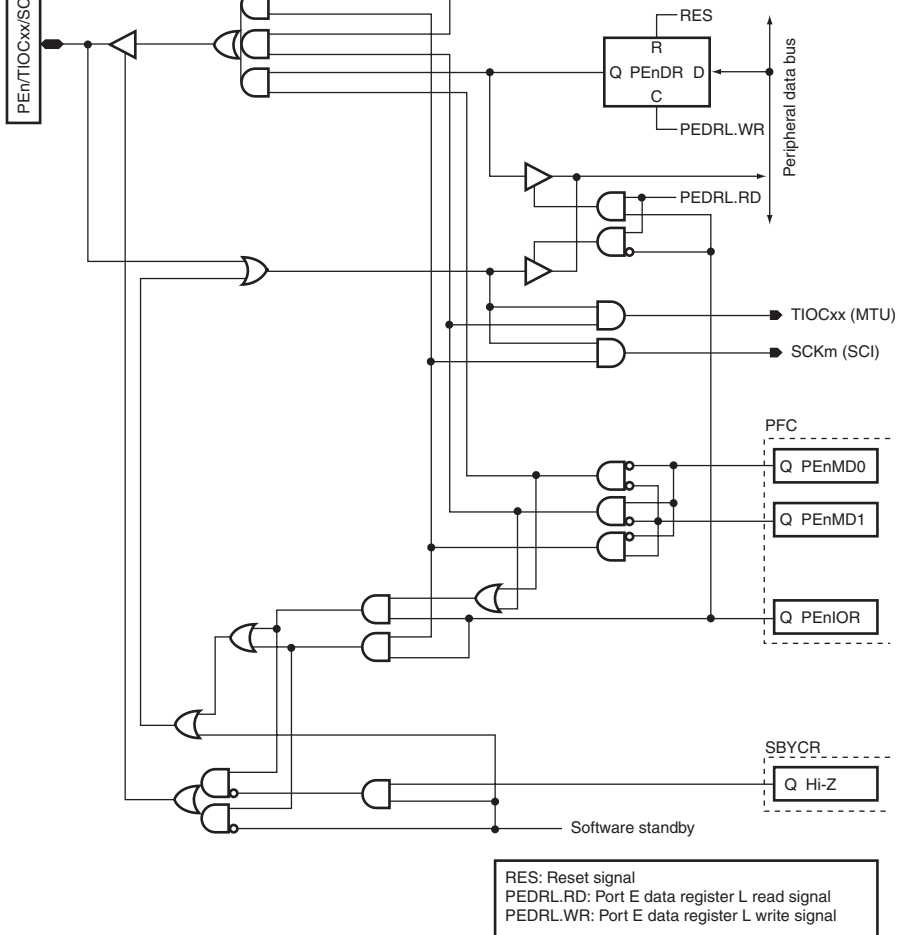 PEn/TIOCxx/SC
RES
R
Q PEnDR D
C
PEDRL.WR
Peripheral data bus
PEDRL.RD
TIOCxx (MTU)
SCKm (SCI)
PFC
Q PEnMD0
Q PEnMD1
Q PEnIOR
SBYCR
Q Hi-Z
Software standby
RES: Reset signal
PEDRL.RD: Port E data register L read signal
PEDRL.WR: Port E data register L write signal